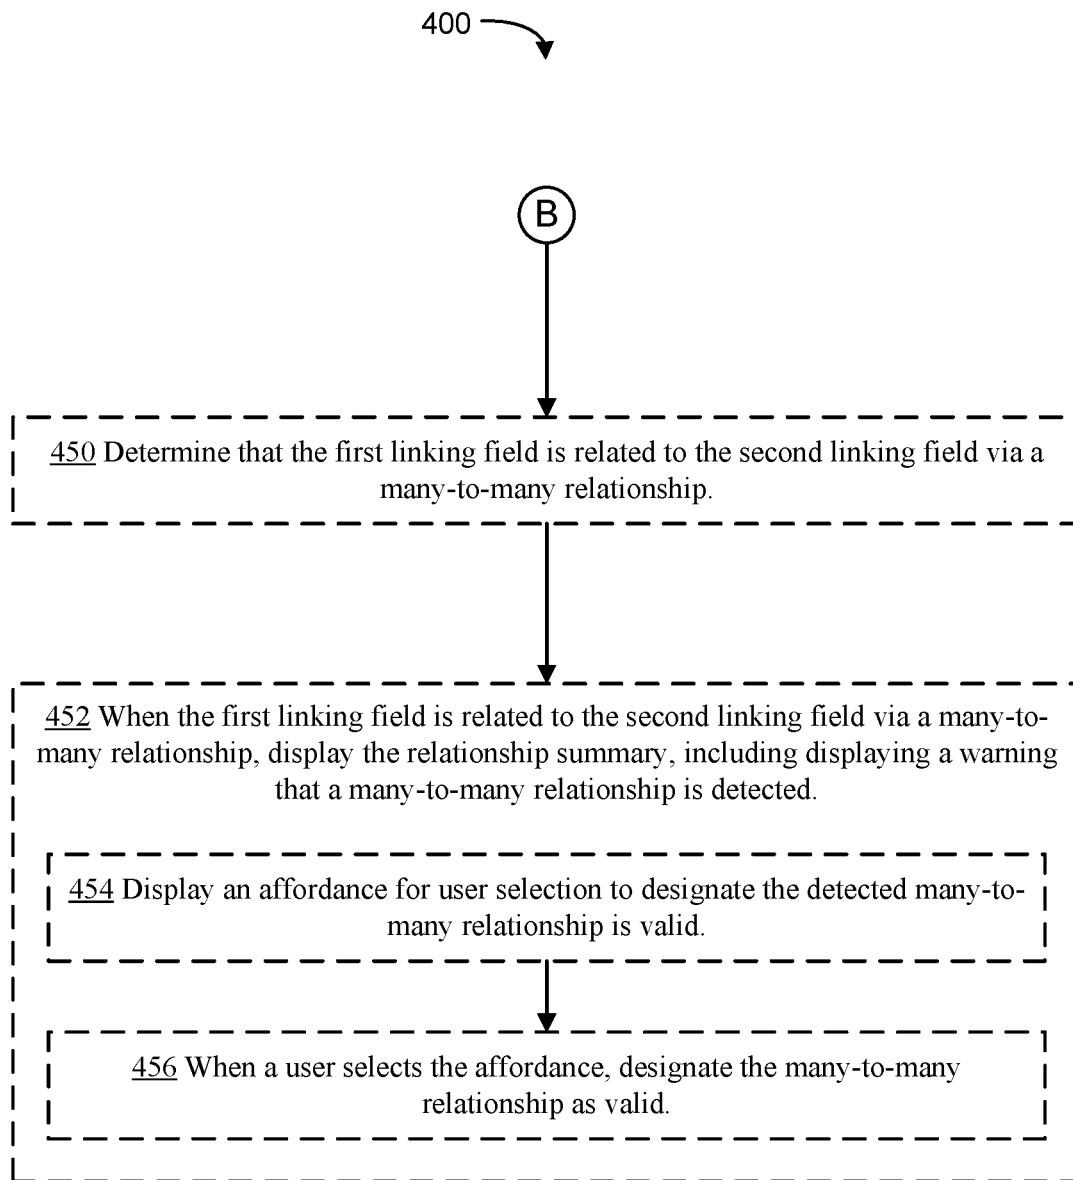 400
B
450 Determine that the first linking field is related to the second linking field via a
many-to-many relationship.
452 When the first linking field is related to the second linking field via a many-to-
many relationship, display the relationship summary, including displaying a warning
that a many-to-many relationship is detected.
454 Display an affordance for user selection to designate the detected many-to-
many relationship is valid.
456 When a user selects the affordance, designate the many-to-many
relationship as valid.